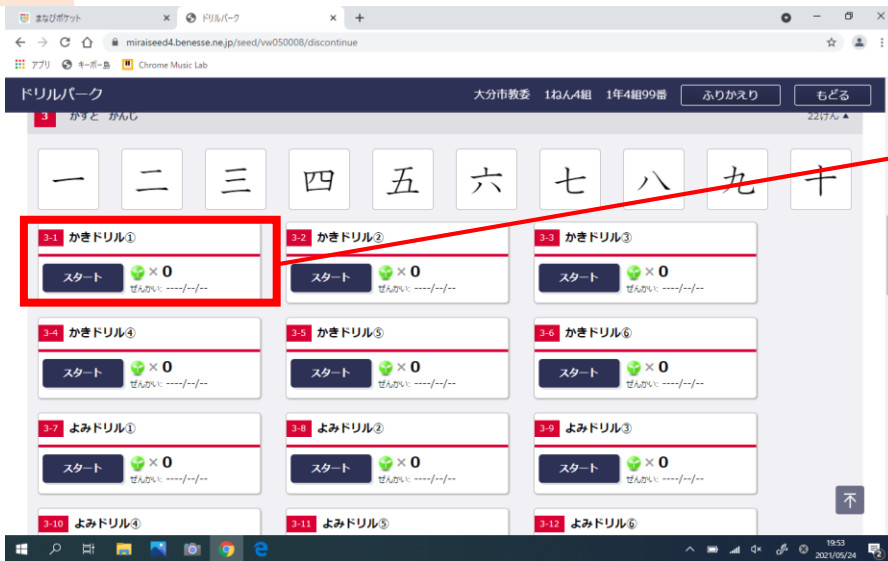 まなびポケット
ドリルパーク
miraiseed4.benesse.ne.jp/seed/vw050008/discontinue
アプリ キーボー島 Chrome Music Lab
ドリルパーク 大分市教委 1ねん4組 1年4組99番 ふりかえり もどる
3 かずと かんじ 22けん▲
一 二 三 四 五 六 七 八 九 十
3-1 かきドリル① 3-2 かきドリル② 3-3 かきドリル③
スタート ×0 スタート ×0 スタート ×0
ぜんかい: ----/--/-- ぜんかい: ----/--/-- ぜんかい: ----/--/--
3-4 かきドリル④ 3-5 かきドリル⑤ 3-6 かきドリル⑥
スタート ×0 スタート ×0 スタート ×0
ぜんかい: ----/--/-- ぜんかい: ----/--/-- ぜんかい: ----/--/--
3-7 よみドリル① 3-8 よみドリル② 3-9 よみドリル③
スタート ×0 スタート ×0 スタート ×0
ぜんかい: ----/--/-- ぜんかい: ----/--/-- ぜんかい: ----/--/--
3-10 よみドリル④ 3-11 よみドリル⑤ 3-12 よみドリル⑥
19:53
2021/05/24
2